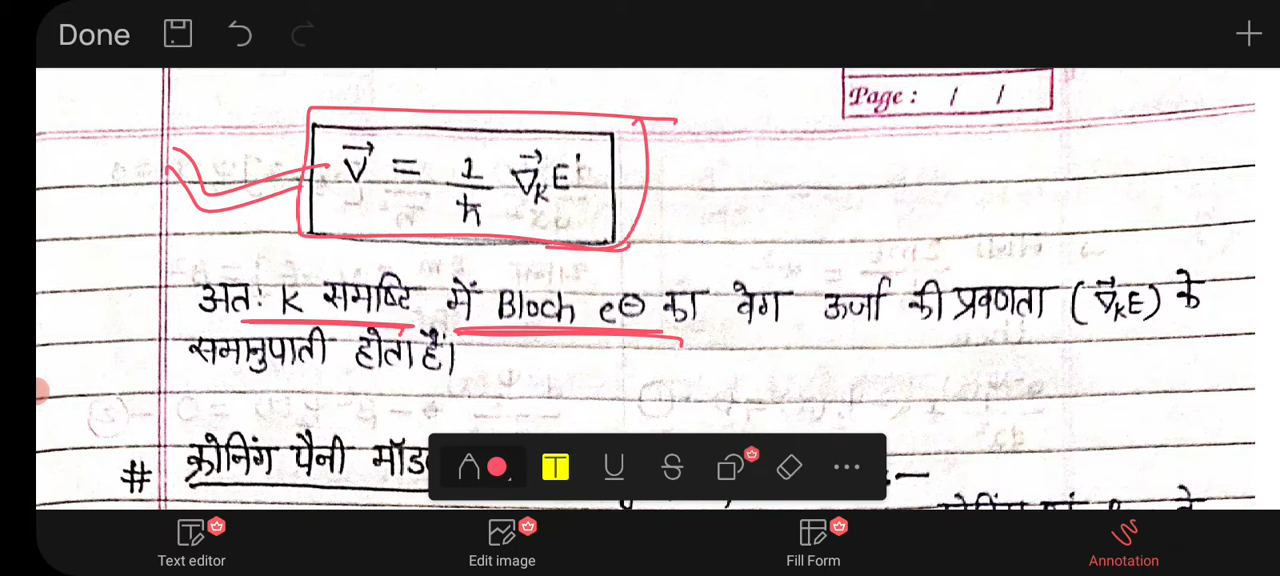 Done
Page: / /
v⃗ = 1/ħ ∇⃗ₖE
अतः K समष्टि में Bloch e⊖ का वेग ऊर्जा की प्रवणता (∇⃗ₖE) के
समानुपाती होता है।
# क्रोनिंग पैनी :—
Text editor
Edit image
Fill Form
Annotation